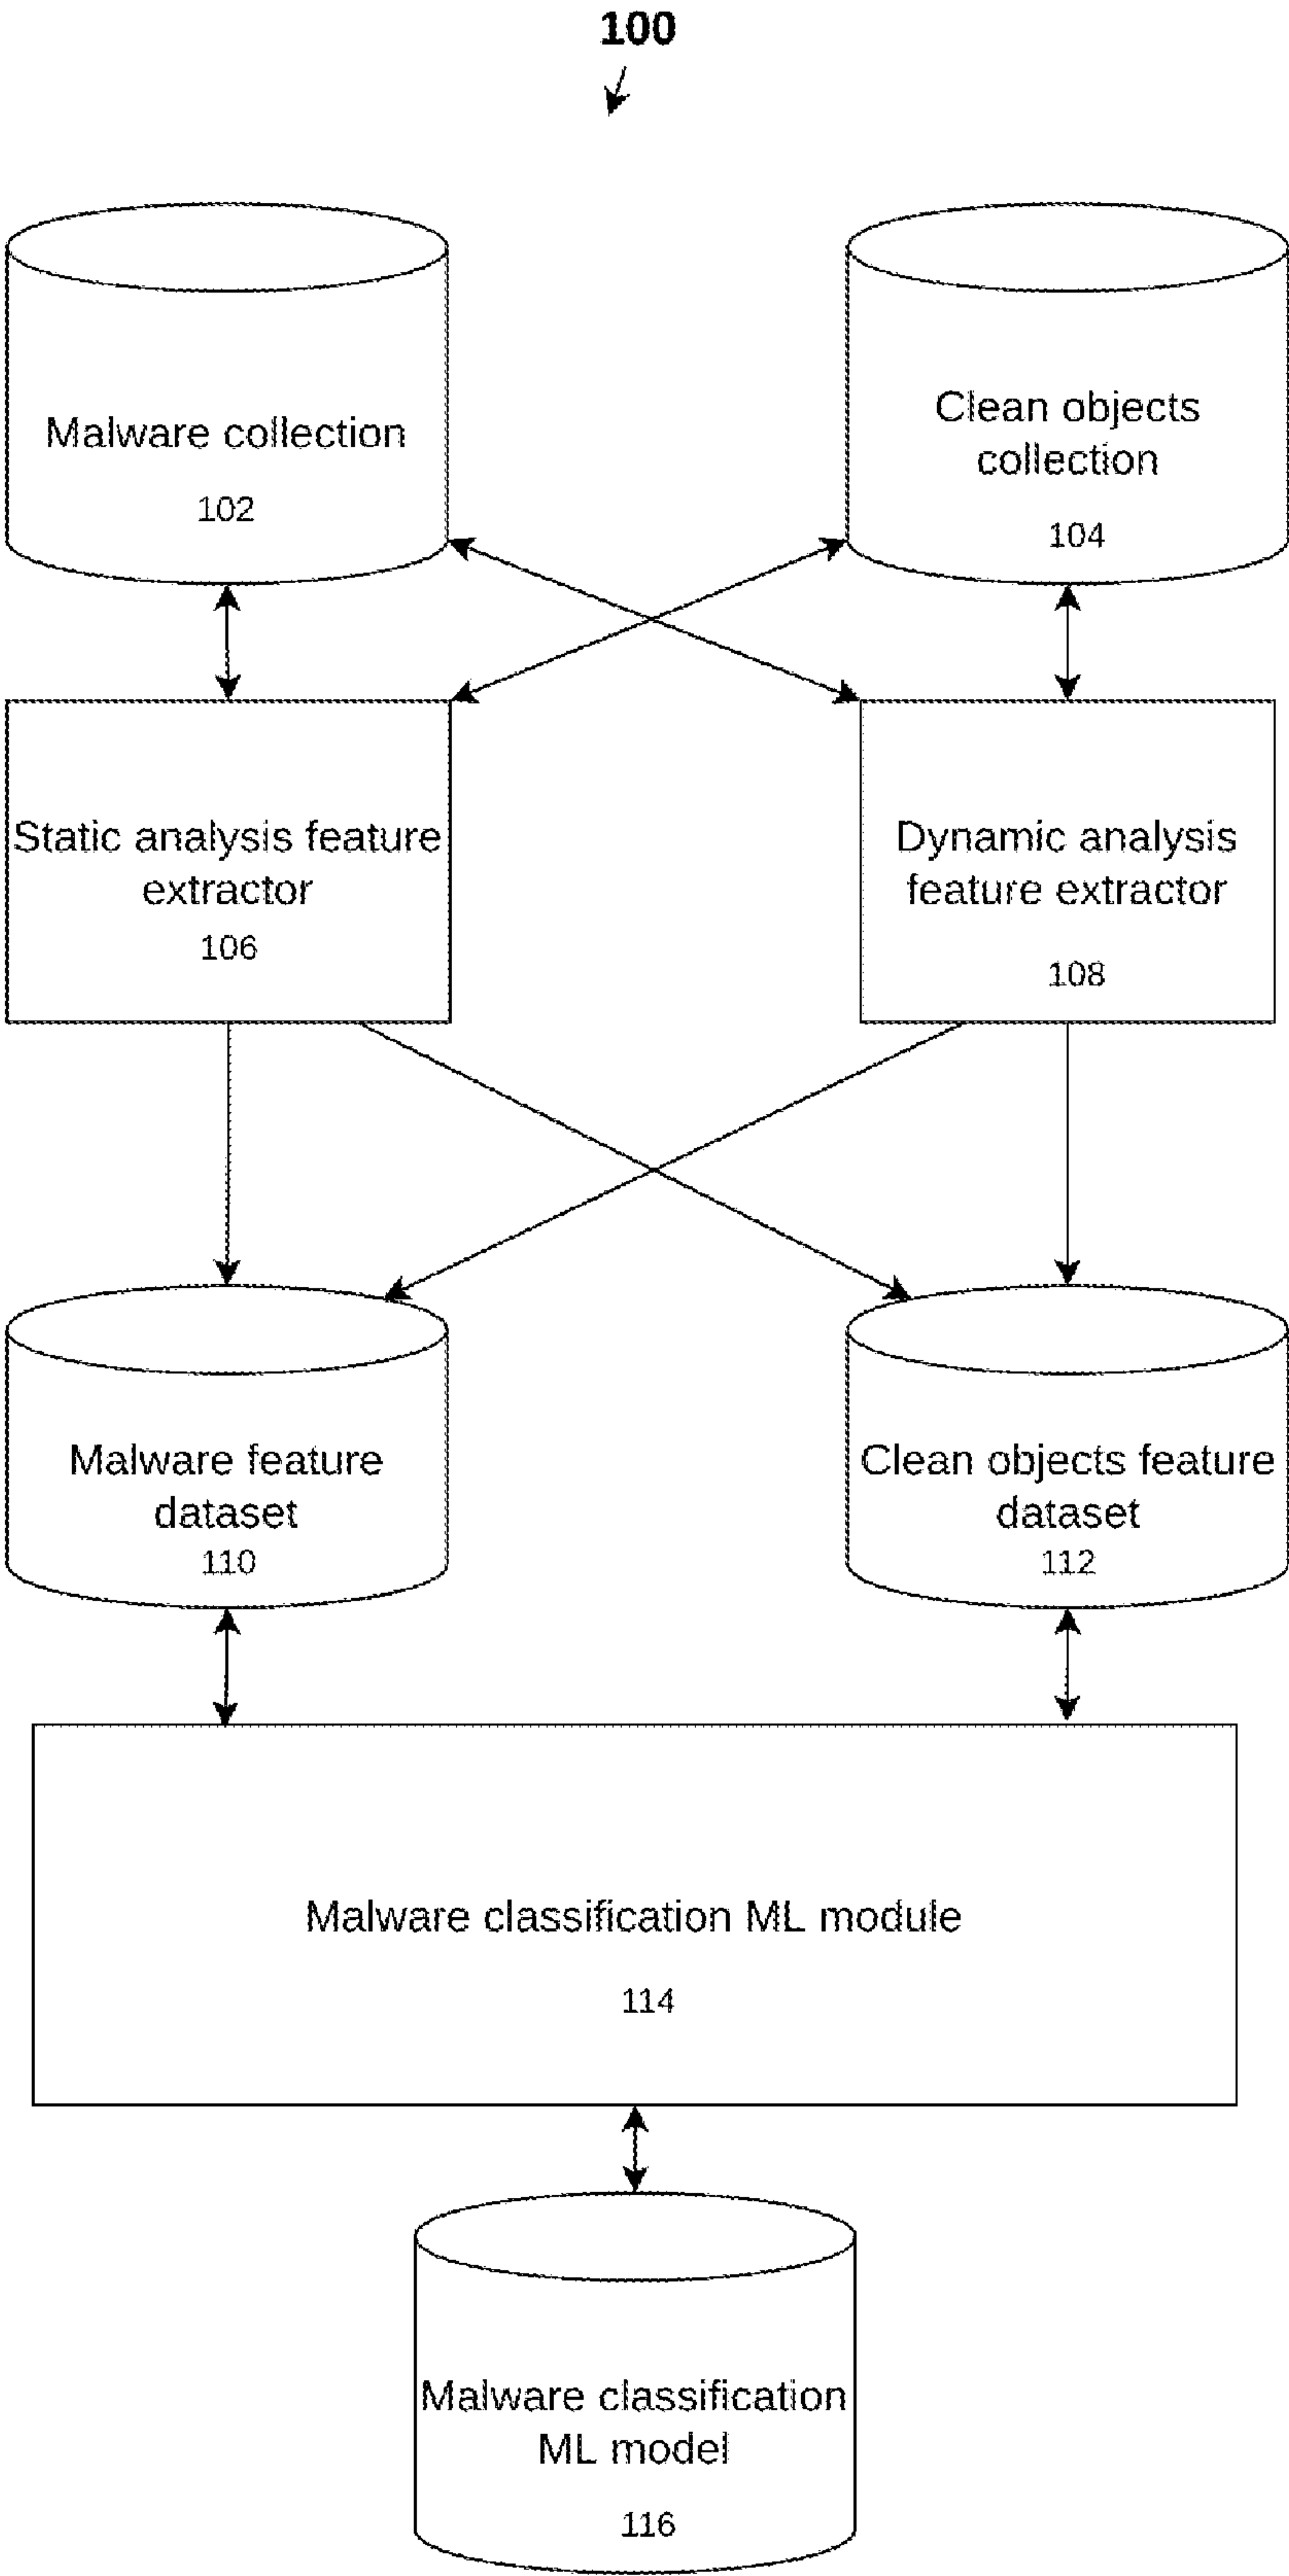 100
Malware collection
102
Clean objects
collection
104
Static analysis feature
extractor
106
Dynamic analysis
feature extractor
108
Malware feature
dataset
110
Clean objects feature
dataset
112
Malware classification ML module
114
Malware classification
ML model
116